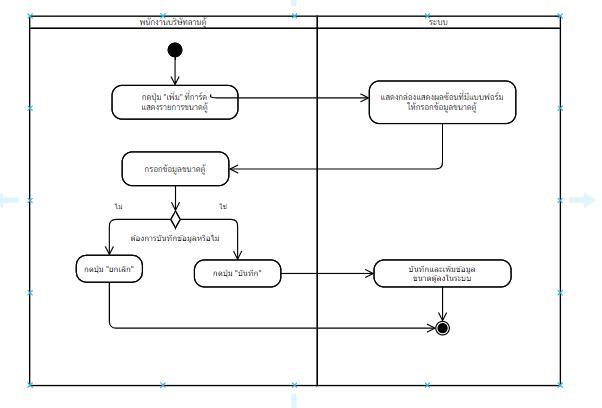 พนักงานบริษัทลานตู้
ระบบ
กดปุ่ม "เพิ่ม" ที่การ์ด
แสดงรายการขนาดตู้
แสดงกล่องแสดงผลซ้อนที่มีแบบฟอร์ม
ให้กรอกข้อมูลขนาดตู้
กรอกข้อมูลขนาดตู้
ไม่
ใช่
ต้องการบันทึกข้อมูลหรือไม่
กดปุ่ม "ยกเลิก"
กดปุ่ม "บันทึก"
บันทึกและเพิ่มข้อมูล
ขนาดตู้ลงในระบบ